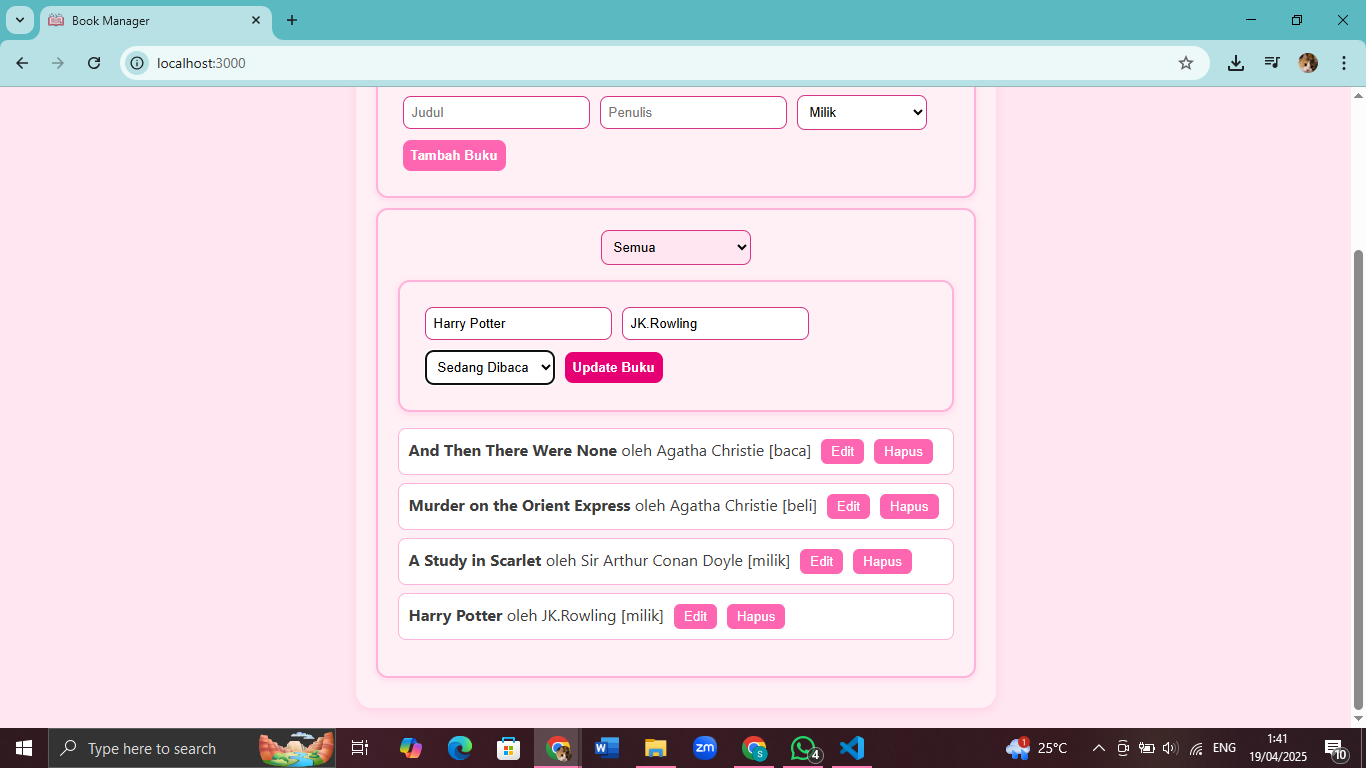 Book Manager
localhost:3000
Judul Penulis Milik
Tambah Buku
Semua
Harry Potter JK.Rowling
Sedang Dibaca Update Buku
And Then There Were None oleh Agatha Christie [baca] Edit Hapus
Murder on the Orient Express oleh Agatha Christie [beli] Edit Hapus
A Study in Scarlet oleh Sir Arthur Conan Doyle [milik] Edit Hapus
Harry Potter oleh JK.Rowling [milik] Edit Hapus
Type here to search W zm S 4 1 25°C ENG 1:41 10
19/04/2025